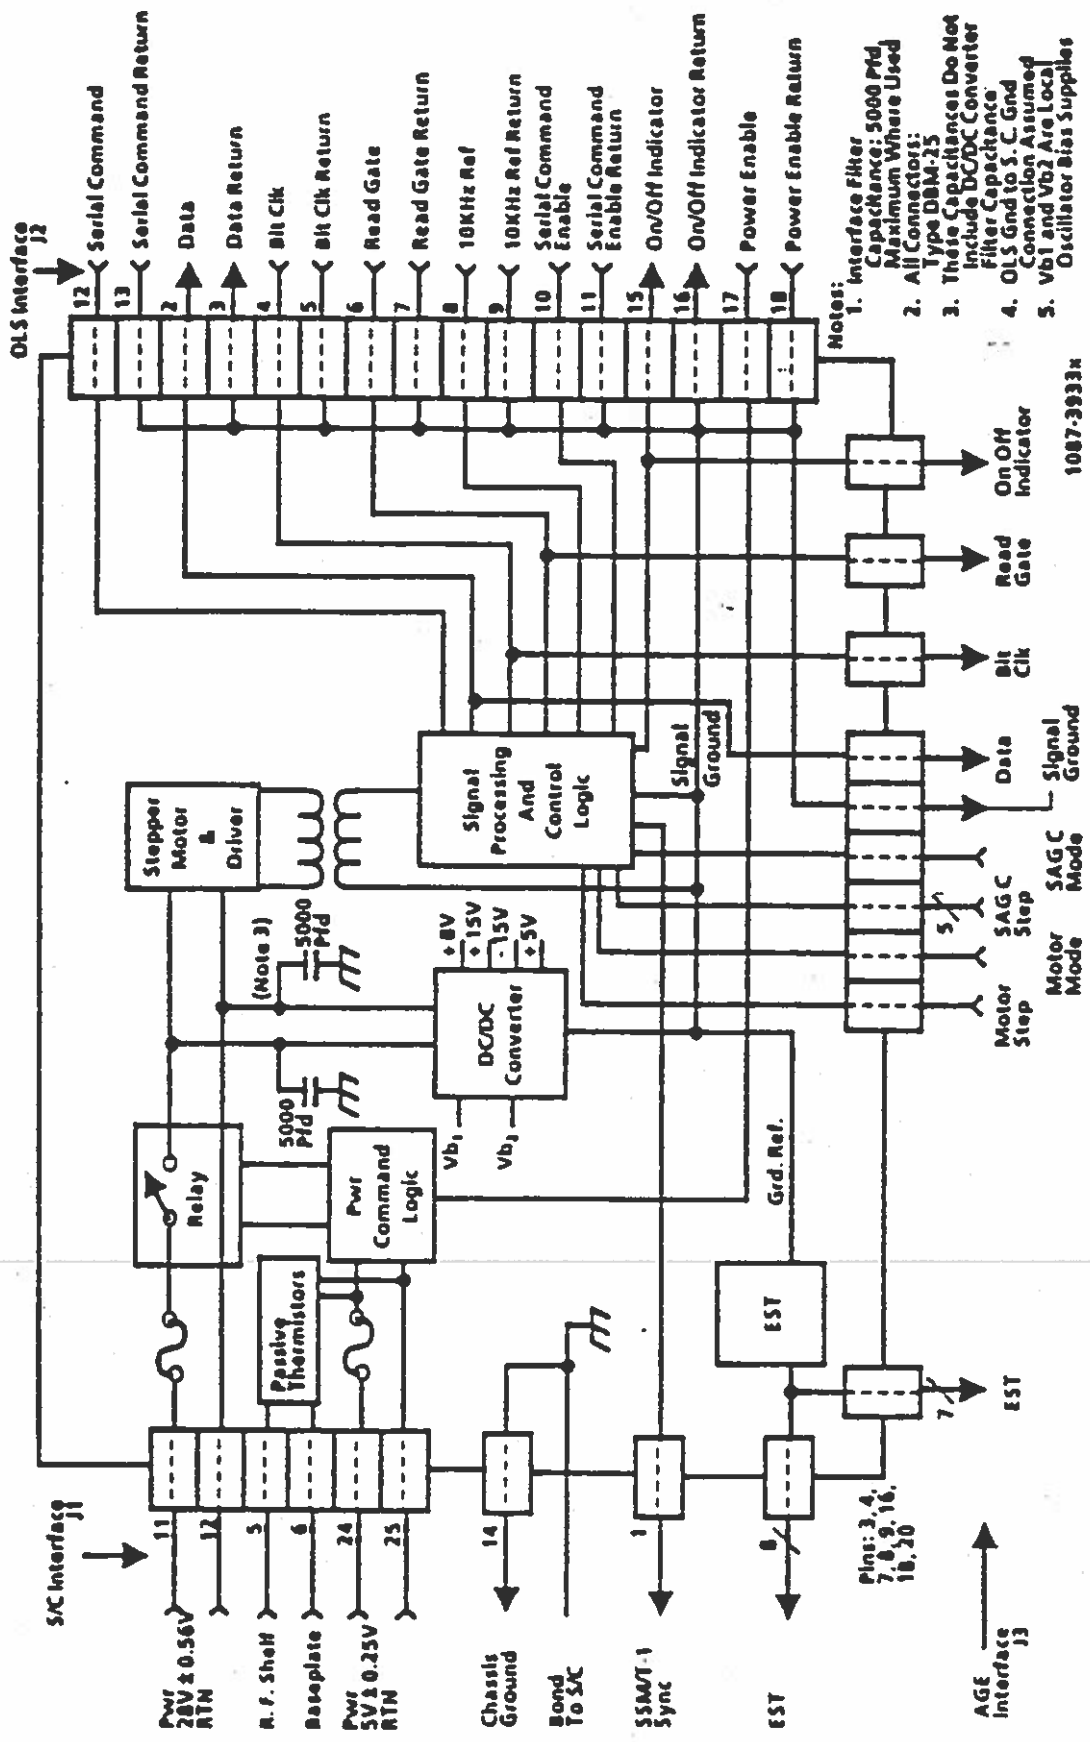 S/C Interface
J1
11
12
5
6
24
25
14
1
8
Pwr
28V ± 0.56V
RTN
R.F. Shelf
Baseplate
Pwr
5V ± 0.25V
RTN
Chassis
Ground
Bond
To S/C
SSM/T-1
Sync
EST
Relay
Passive
Thermistors
Pwr
Command
Logic
5000
Pfd
5000
Pfd
(Note 3)
Stepper
Motor
&
Driver
DC/DC
Converter
Vb1
Vb2
+ 8V
+ 15V
- 15V
+ 5V
Signal
Processing
And
Control
Logic
Signal
Ground
Grd. Ref.
EST
Pins: 3, 4,
7, 8, 9, 16,
18, 20
7
EST
AGE
Interface
J3
Motor
Step
Motor
Mode
5
SAG C
Step
SAG C
Mode
Signal
Ground
Data
Bit
Clk
Read
Gate
On Off
Indicator
OLS Interface
J2
12 Serial Command
13 Serial Command Return
2 Data
3 Data Return
4 Bit Clk
5 Bit Clk Return
6 Read Gate
7 Read Gate Return
8 10KHz Ref
9 10KHz Ref Return
10 Serial Command
Enable
11 Serial Command
Enable Return
15 On/Off Indicator
16 On/Off Indicator Return
17 Power Enable
18 Power Enable Return
Notes:
1. Interface Filter
Capacitance: 5000 Pfd
Maximum Where Used
2. All Connectors:
Type DBM-25
3. These Capacitances Do Not
Include DC/DC Converter
Filter Capacitance
4. OLS Gnd to S. C. Gnd
Connection Assumed
5. Vb1 and Vb2 Are Local
Oscillator Bias Supplies
1087-3933x